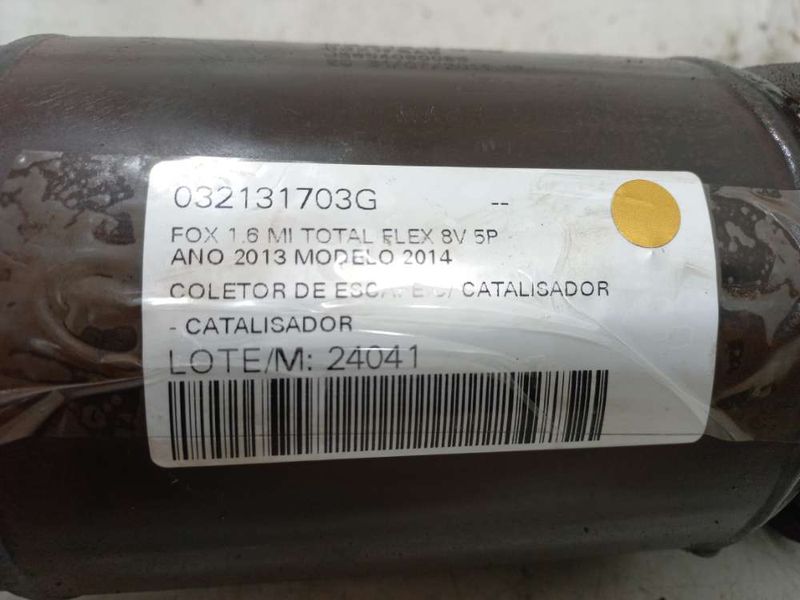 032131703G --
FOX 1.6 MI TOTAL FLEX 8V 5P
ANO 2013 MODELO 2014
COLETOR DE ESCAPE C/ CATALISADOR
- CATALISADOR
LOTE/M: 24041